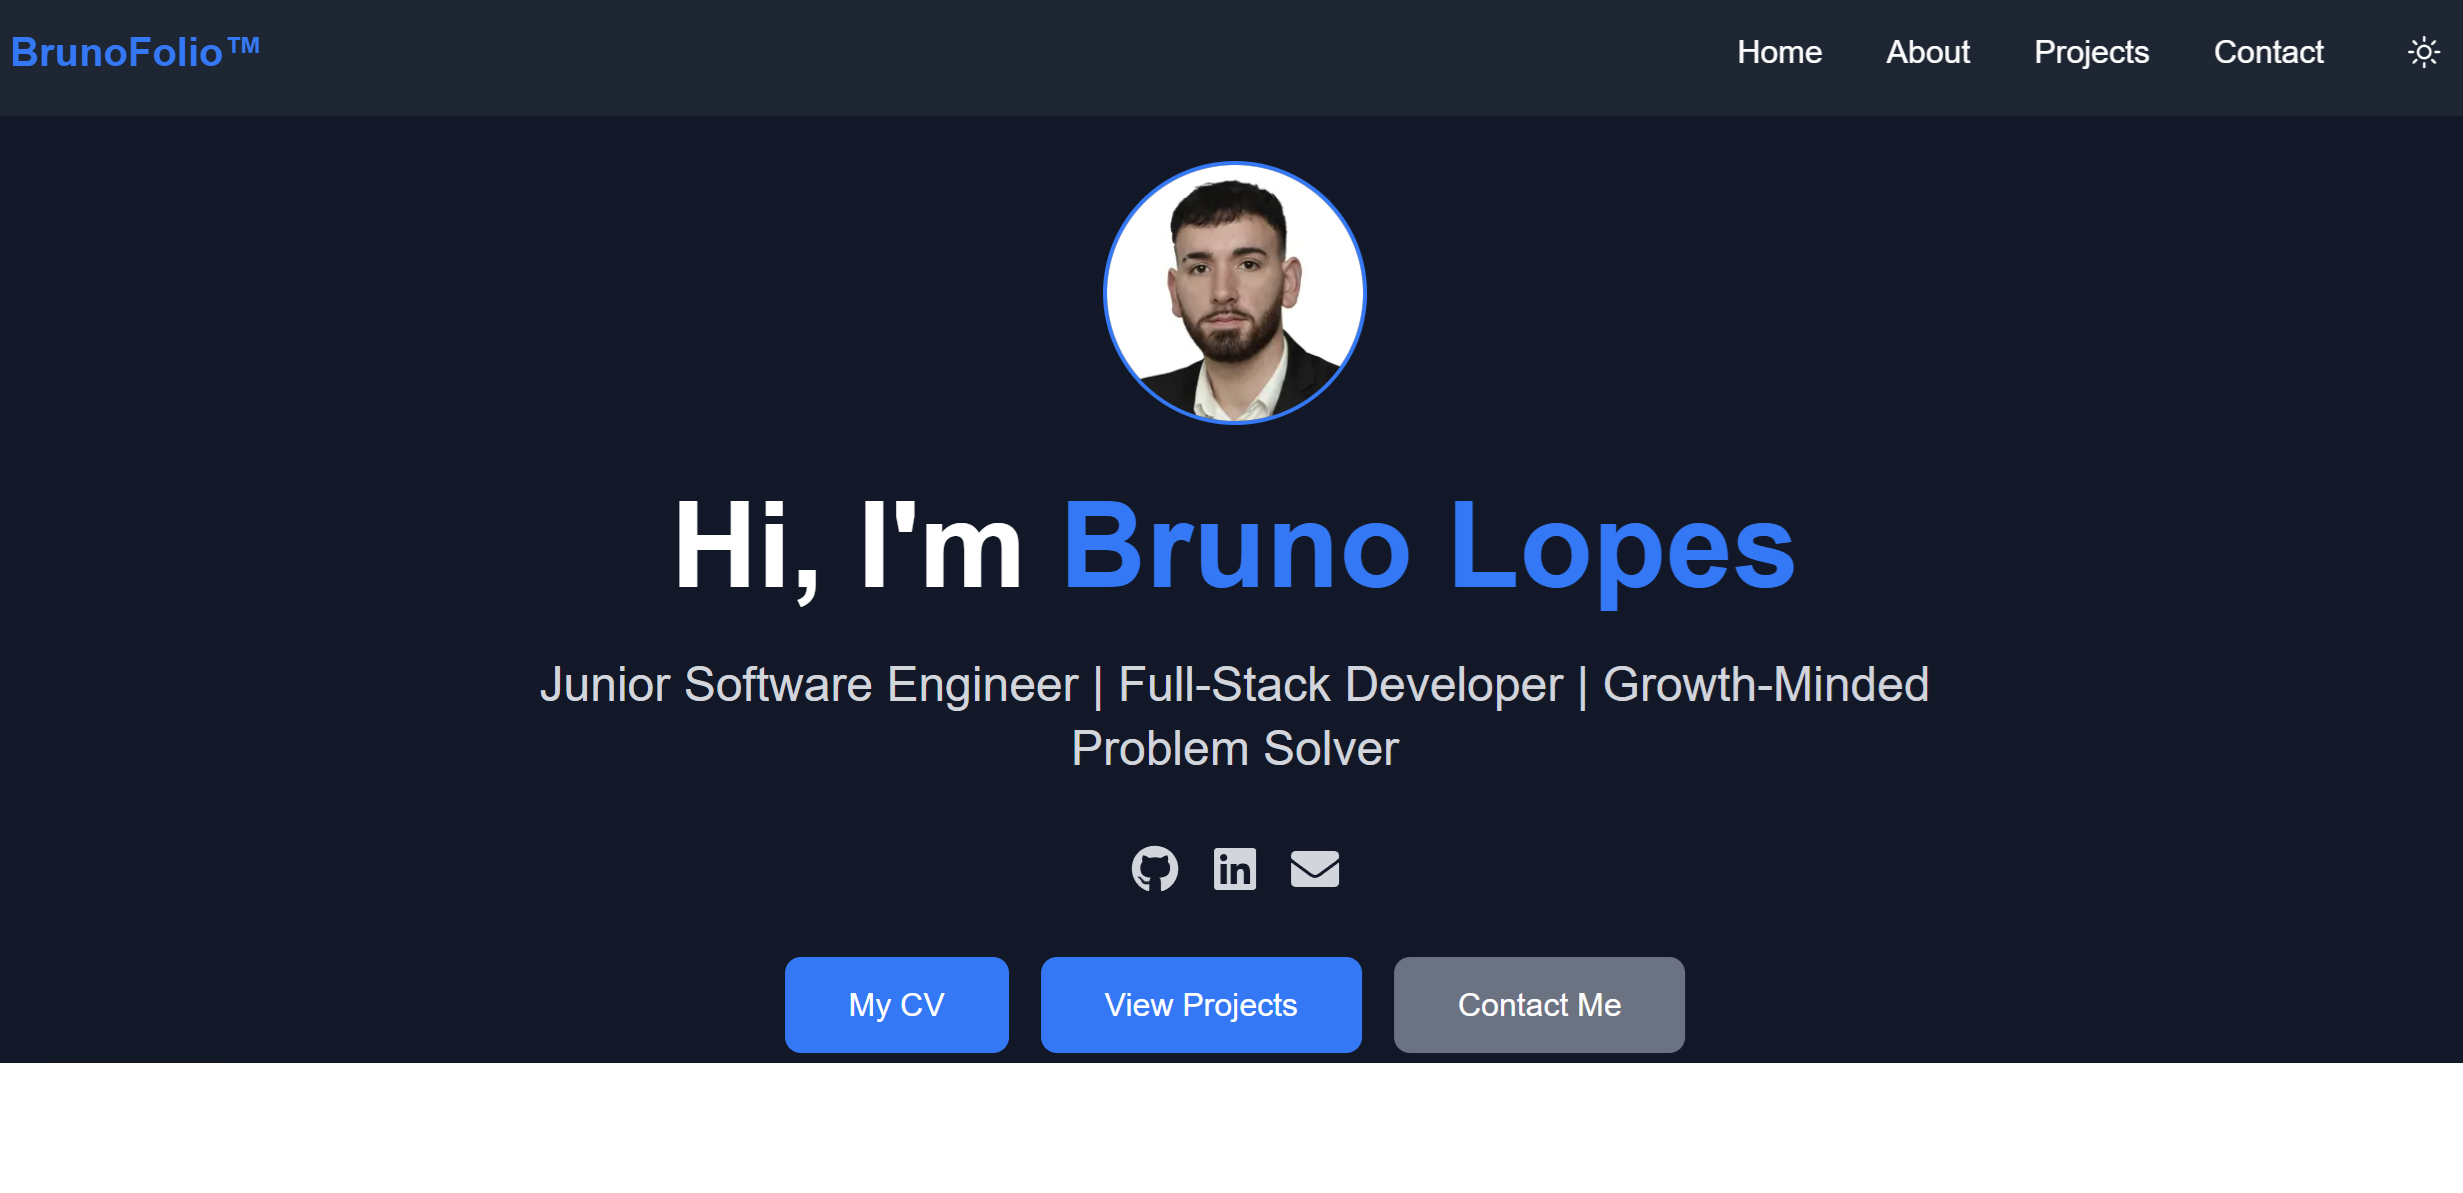 BrunoFolio™
Home
About
Projects
Contact
Hi, I'm Bruno Lopes
Junior Software Engineer | Full-Stack Developer | Growth-Minded
Problem Solver
in
My CV
View Projects
Contact Me